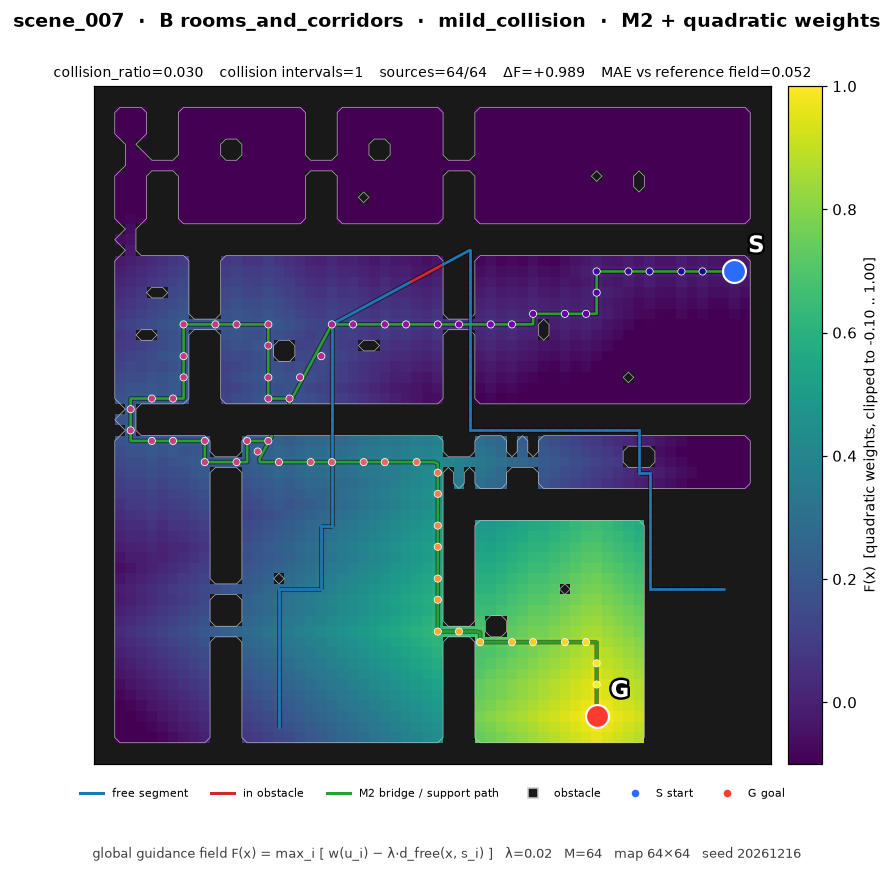 scene_007 · B rooms_and_corridors · mild_collision · M2 + quadratic weights
collision_ratio=0.030 collision intervals=1 sources=64/64 ΔF=+0.989 MAE vs reference field=0.052
S
G
1.0
0.8
0.6
0.4
0.2
0.0
F(x) [quadratic weights, clipped to -0.10 .. 1.00]
free segment in obstacle M2 bridge / support path obstacle S start G goal
global guidance field F(x) = max_i [ w(u_i) − λ·d_free(x, s_i) ] λ=0.02 M=64 map 64×64 seed 20261216